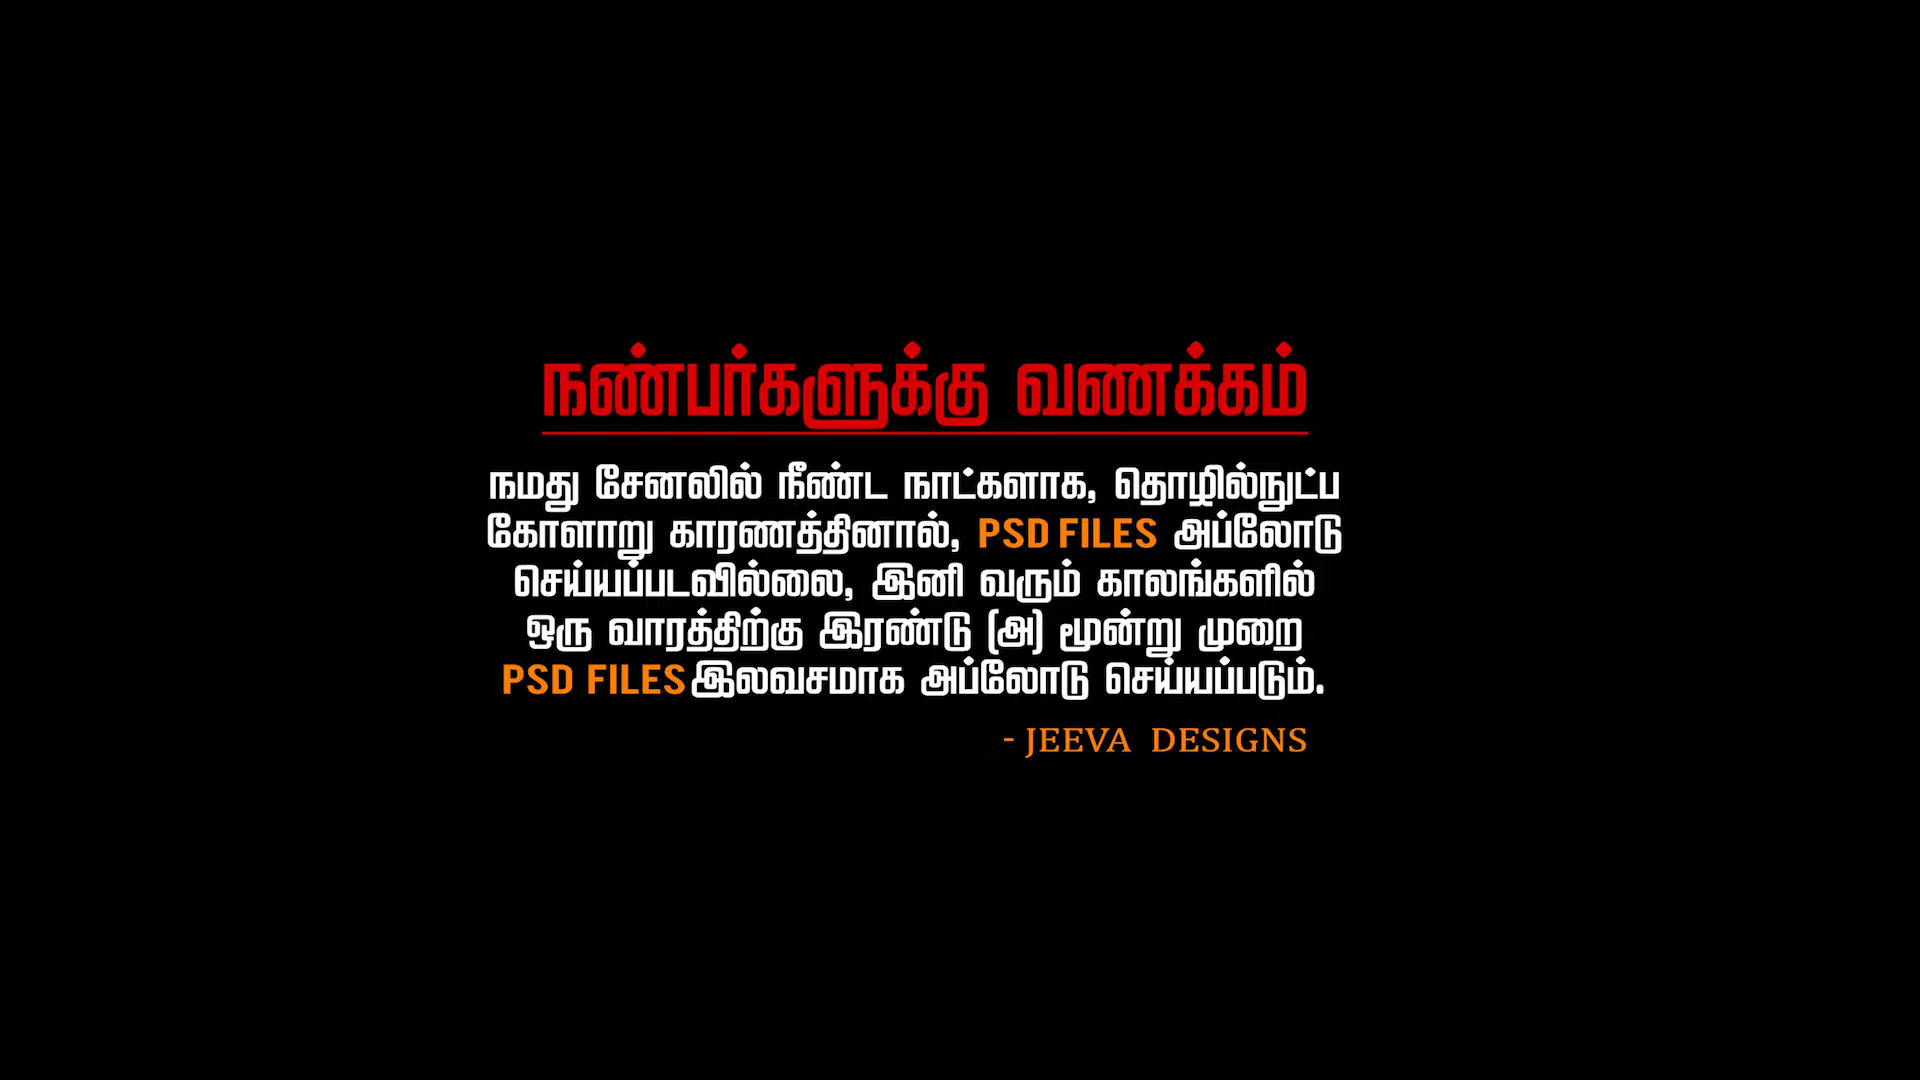 நண்பர்களுக்கு வணக்கம்
நமது சேனலில் நீண்ட நாட்களாக, தொழில்நுட்ப
கோளாறு காரணத்தினால், PSD FILES அப்லோடு
செய்யப்படவில்லை, இனி வரும் காலங்களில்
ஒரு வாரத்திற்கு இரண்டு (அ) மூன்று முறை
PSD FILES இலவசமாக அப்லோடு செய்யப்படும்.
- JEEVA DESIGNS